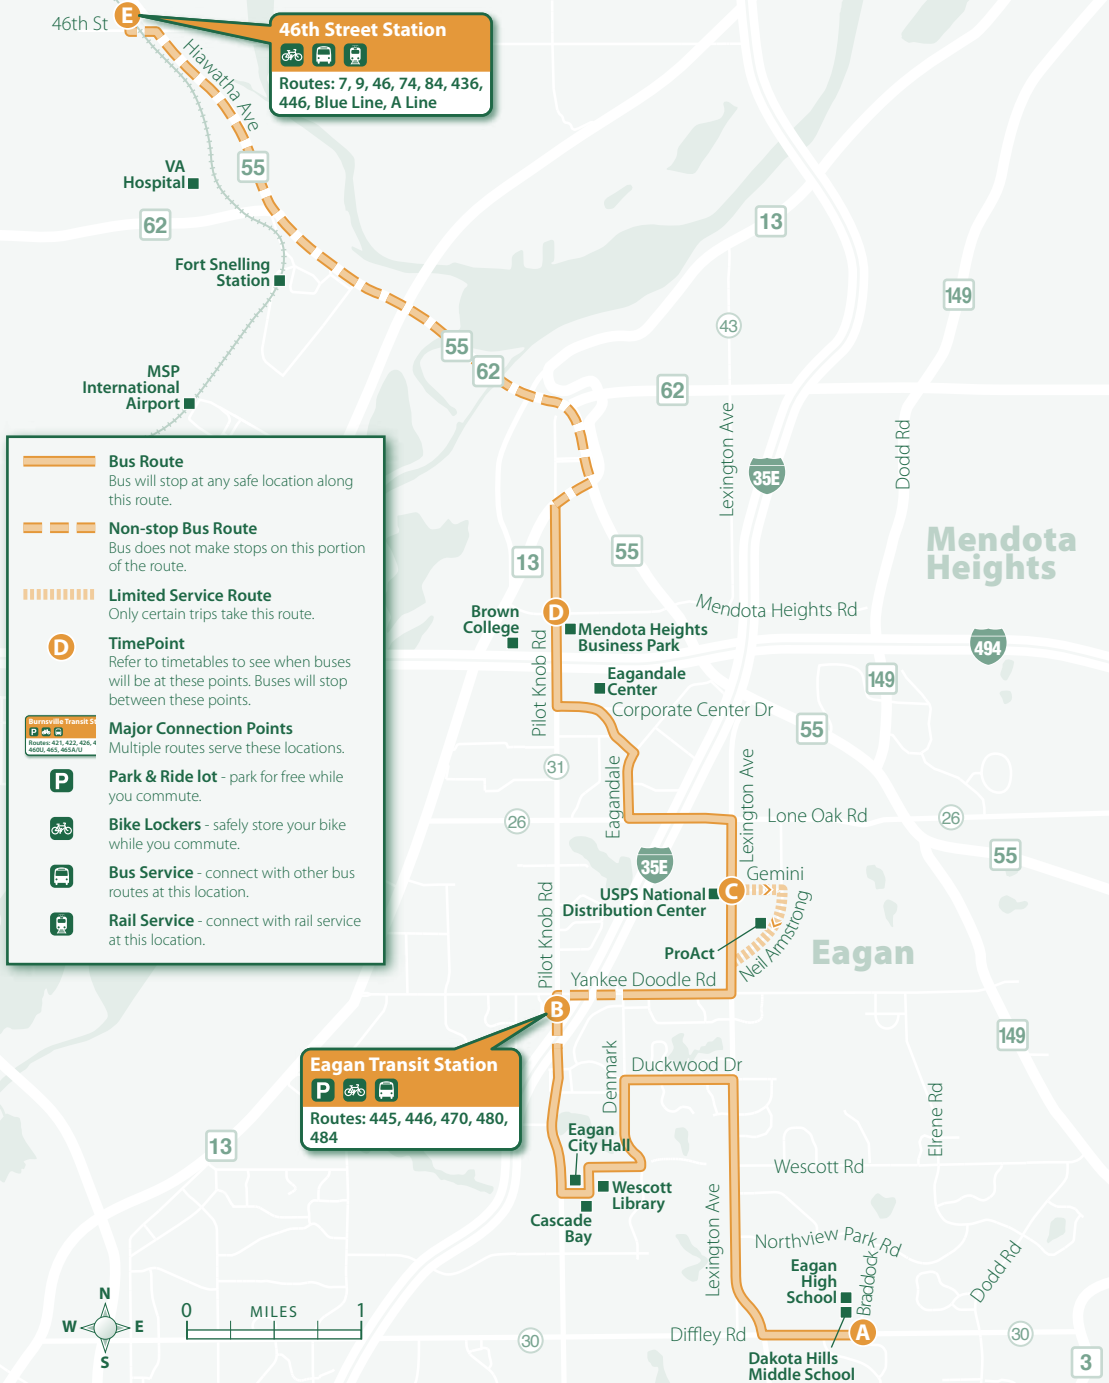 46th St
E
46th Street Station
Routes: 7, 9, 46, 74, 84, 436,
446, Blue Line, A Line
Hiawatha Ave
55
VA
Hospital
62
13
Fort Snelling
Station
149
43
55
62
MSP
International
Airport
62
Lexington Ave
Dodd Rd
35E
Bus Route
Bus will stop at any safe location along
this route.
Non-stop Bus Route
Bus does not make stops on this portion
of the route.
Limited Service Route
Only certain trips take this route.
D
TimePoint
Refer to timetables to see when buses
will be at these points. Buses will stop
between these points.
Burnsville Transit St
P
Routes: 421, 422, 426, 4
460U, 465, 465A/U
Major Connection Points
Multiple routes serve these locations.
P
Park & Ride lot - park for free while
you commute.
Bike Lockers - safely store your bike
while you commute.
Bus Service - connect with other bus
routes at this location.
Rail Service - connect with rail service
at this location.
Mendota
Heights
13
55
Brown
College
D
Mendota Heights Rd
Mendota Heights
Business Park
Pilot Knob Rd
494
Eagandale
Center
149
Corporate Center Dr
55
31
Eagandale
Lexington Ave
26
Lone Oak Rd
26
55
35E
Gemini
USPS National
Distribution Center
C
Pilot Knob Rd
ProAct
Neil Armstrong
Eagan
Yankee Doodle Rd
B
149
Eagan Transit Station
P
Routes: 445, 446, 470, 480,
484
Denmark
Duckwood Dr
Elrene Rd
13
Eagan
City Hall
Wescott Rd
Wescott
Library
Cascade
Bay
Lexington Ave
Northview Park Rd
Eagan
High
School
Braddock
Dodd Rd
N
W
E
S
0
MILES
1
30
Diffley Rd
A
30
Dakota Hills
Middle School
3